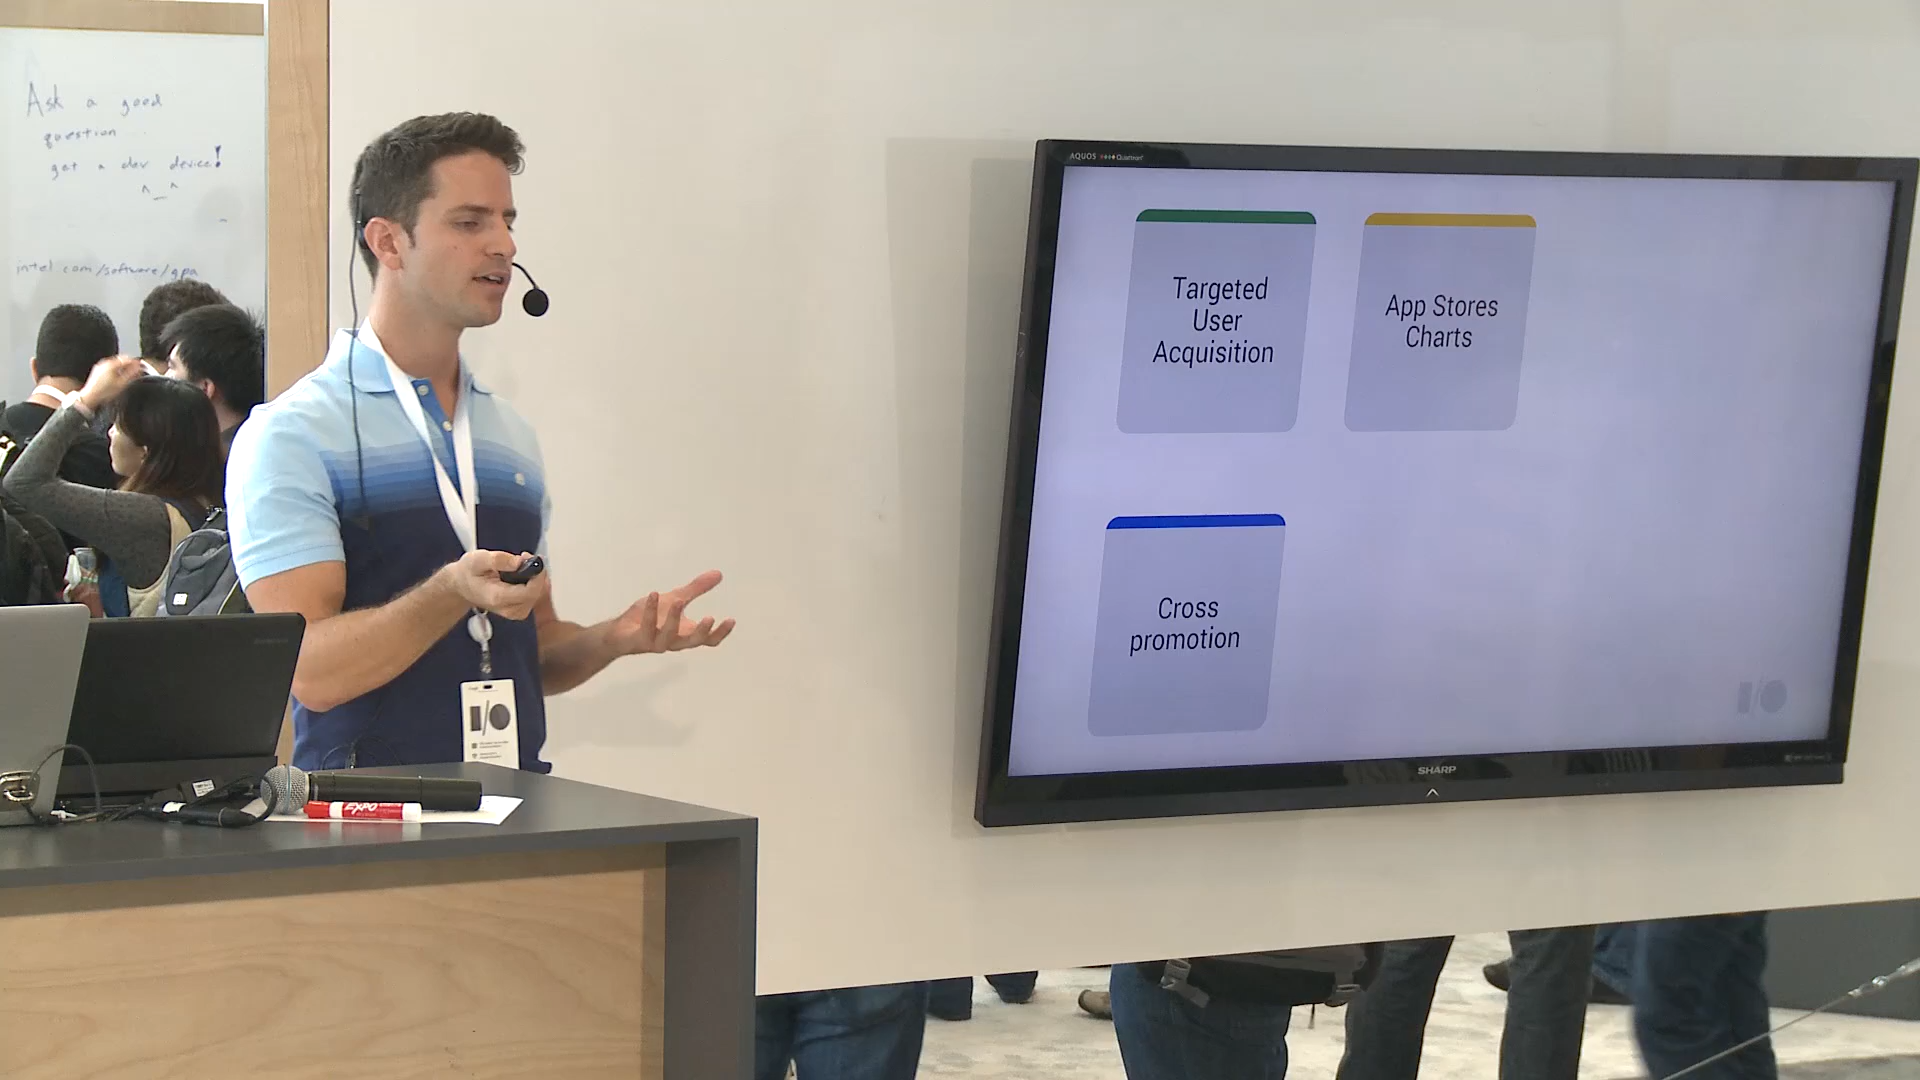 Ask a good
question
get a dev device!
^_^
intel.com/software/gpa
AQUOS Quattron
Targeted
User
Acquisition
App Stores
Charts
Cross
promotion
I/O
SHARP
I/O
EXPO